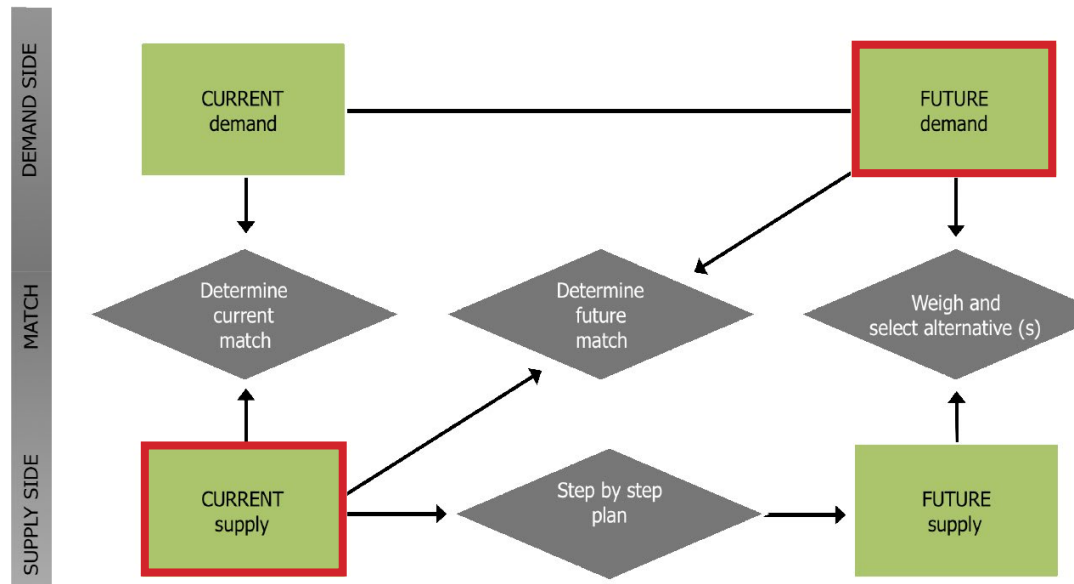 DEMAND SIDE
CURRENT
demand
FUTURE
demand
MATCH
Determine
current
match
Determine
future
match
Weigh and
select alternative (s)
SUPPLY SIDE
CURRENT
supply
Step by step
plan
FUTURE
supply